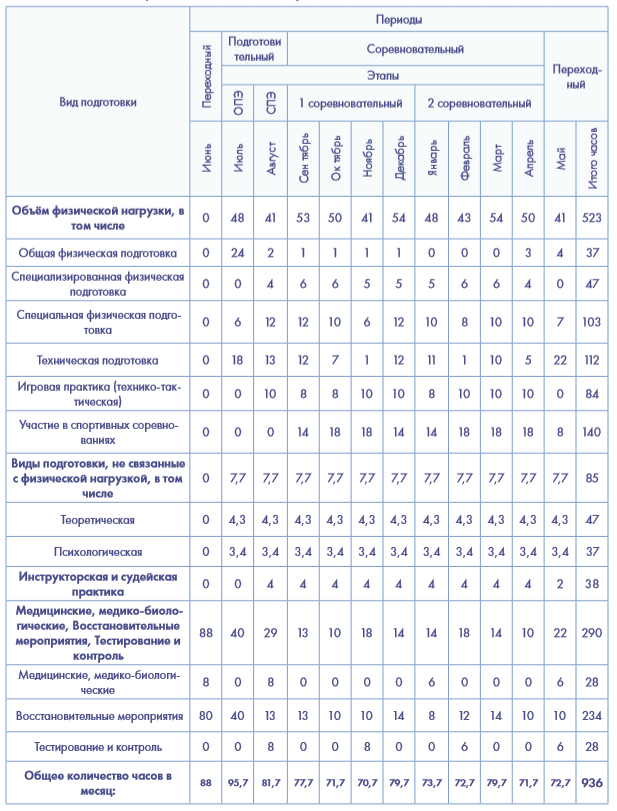 Вид подготовки
Периоды
Переходный
Подготови
тельный
Соревновательный
Переход-
ный
Этапы
ОПЭ
СПЭ
1 соревновательный
2 соревновательный
Июнь
Июль
Август
Сен тябрь
Ок тябрь
Ноябрь
Декабрь
Январь
Февраль
Март
Апрель
Май
Итого часов
Объём физической нагрузки, в
том числе
0 48 41 53 50 41 54 48 43 54 50 41 523
Общая физическая подготовка 0 24 2 1 1 1 1 0 0 0 3 4 37
Специализированная физическая
подготовка
0 0 4 6 6 5 5 5 6 6 4 0 47
Специальная физическая подго-
товка
0 6 12 12 10 6 12 10 8 10 10 7 103
Техническая подготовка 0 18 13 12 7 1 12 11 1 10 5 22 112
Игровая практика (технико-так-
тическая)
0 0 10 8 8 10 10 8 10 10 10 0 84
Участие в спортивных соревно-
ваниях
0 0 0 14 18 18 14 14 18 18 18 8 140
Виды подготовки, не связанные
с физической нагрузкой, в том
числе
0 7,7 7,7 7,7 7,7 7,7 7,7 7,7 7,7 7,7 7,7 7,7 85
Теоретическая 0 4,3 4,3 4,3 4,3 4,3 4,3 4,3 4,3 4,3 4,3 4,3 47
Психологическая 0 3,4 3,4 3,4 3,4 3,4 3,4 3,4 3,4 3,4 3,4 3,4 37
Инструкторская и судейская
практика
0 0 4 4 4 4 4 4 4 4 4 2 38
Медицинские, медико-биоло-
гические, Восстановительные
мероприятия, Тестирование и
контроль
88 40 29 13 10 18 14 14 18 14 10 22 290
Медицинские, медико-биологи-
ческие
8 0 8 0 0 0 0 6 0 0 0 6 28
Восстановительные мероприятия 80 40 13 13 10 10 14 8 12 14 10 10 234
Тестирование и контроль 0 0 8 0 0 8 0 0 6 0 0 6 28
Общее количество часов в
месяц:
88 95,7 81,7 77,7 71,7 70,7 79,7 73,7 72,7 79,7 71,7 72,7 936